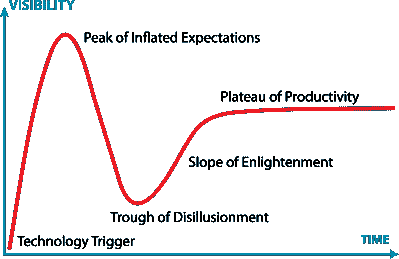 VISIBILITY
Peak of Inflated Expectations
Plateau of Productivity
Slope of Enlightenment
Trough of Disillusionment
Technology Trigger
TIME